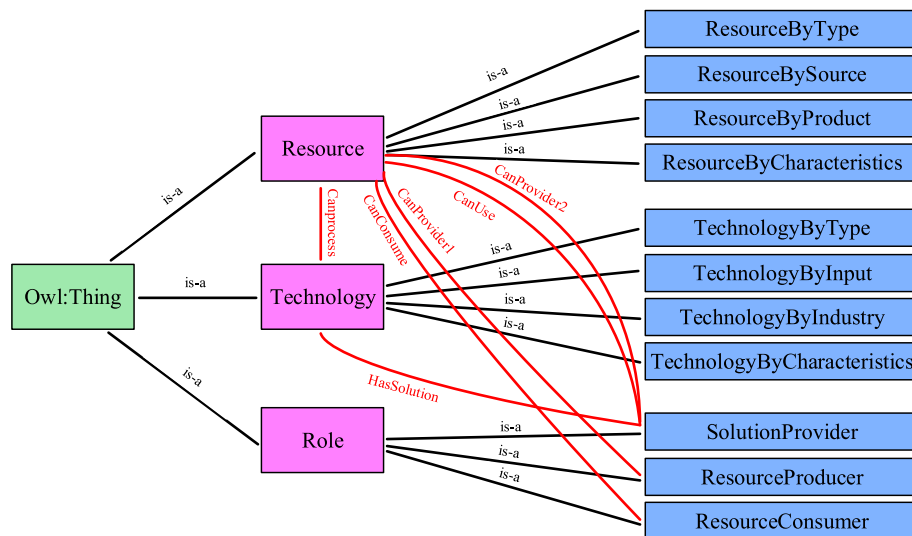 ResourceByType
is-a
ResourceBySource
is-a
ResourceByProduct
is-a
Resource
ResourceByCharacteristics
is-a
is-a
CanProvider2
CanUse
CanProvider1
CanConsume
Canprocess
TechnologyByType
is-a
TechnologyByInput
is-a
Owl:Thing
is-a
Technology
is-a
TechnologyByIndustry
is-a
TechnologyByCharacteristics
is-a
HasSolution
is-a
SolutionProvider
Role
is-a
ResourceProducer
is-a
ResourceConsumer